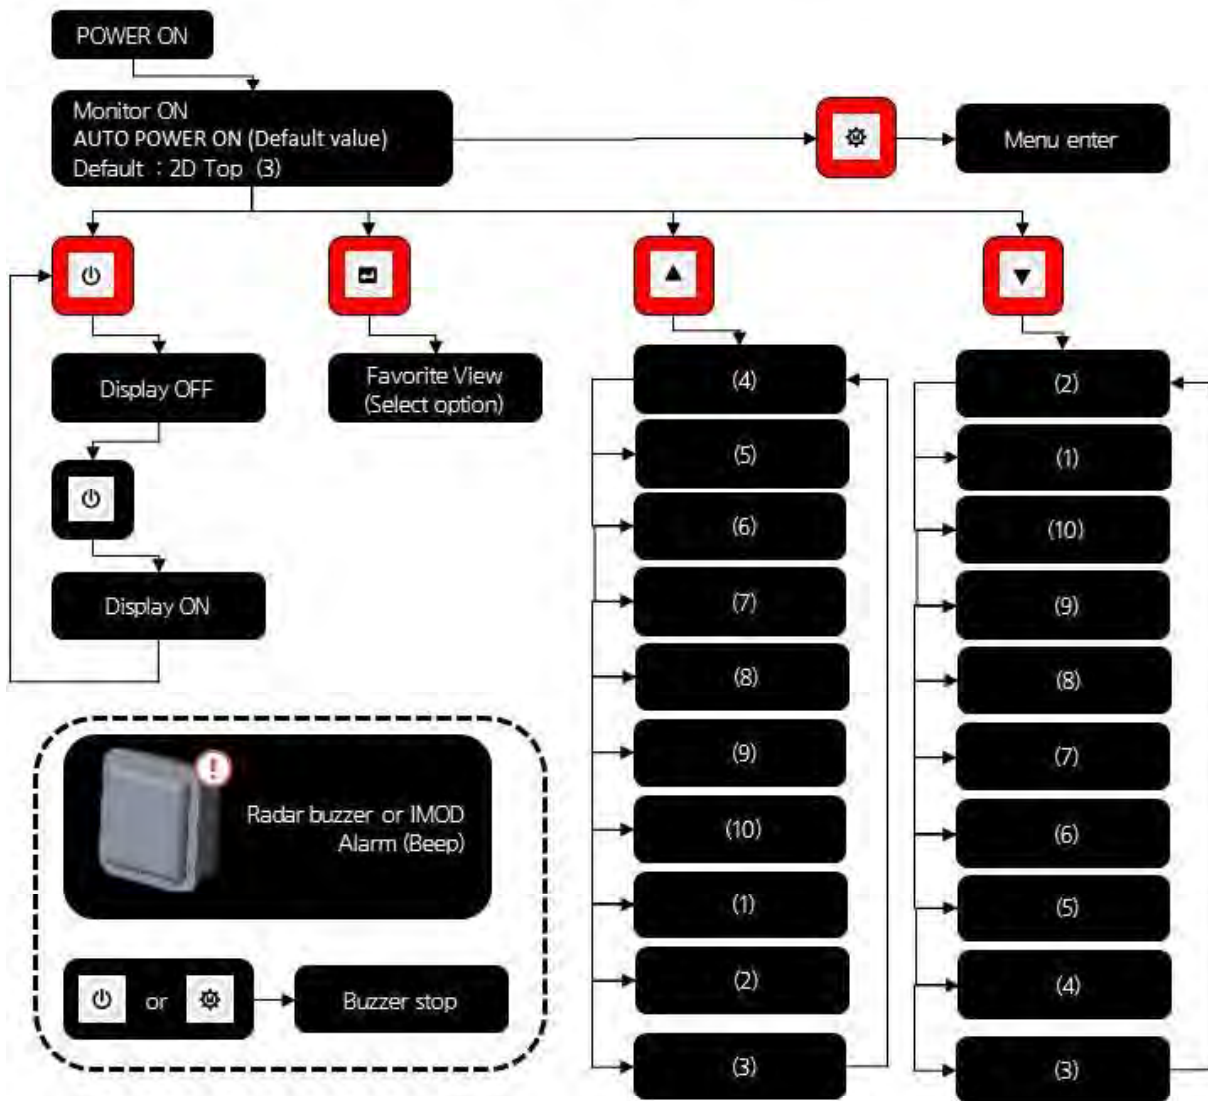 POWER ON
Monitor ON
AUTO POWER ON (Default value)
Default : 2D Top (3)
Menu enter
Display OFF
Display ON
Favorite View
(Select option)
(4)
(5)
(6)
(7)
(8)
(9)
(10)
(1)
(2)
(3)
(2)
(1)
(10)
(9)
(8)
(7)
(6)
(5)
(4)
(3)
Radar buzzer or IMOD
Alarm (Beep)
or
Buzzer stop